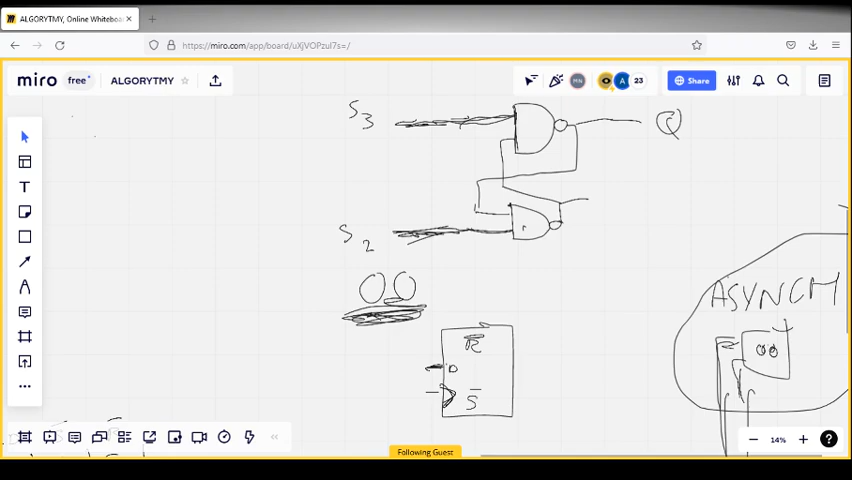 ALGORYTMY, Online Whiteboa
https://miro.com/app/board/uXjVOPzul7s=/
miro free ALGORYTMY
A 23 Share
S3 Q
S2
00
ASYNCH
R
00
D
S
14%
Following Guest